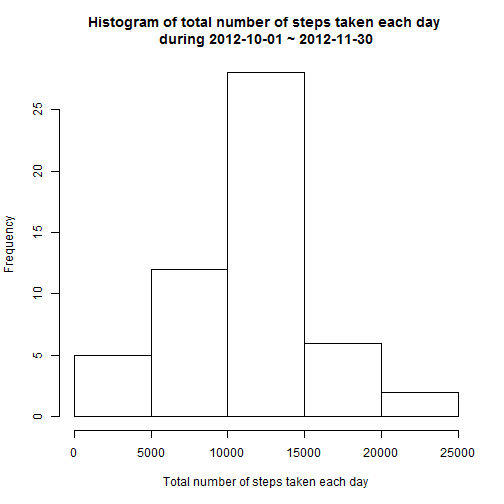 Histogram of total number of steps taken each day
during 2012-10-01 ~ 2012-11-30
Frequency
25
20
15
10
5
0
0 5000 10000 15000 20000 25000
Total number of steps taken each day